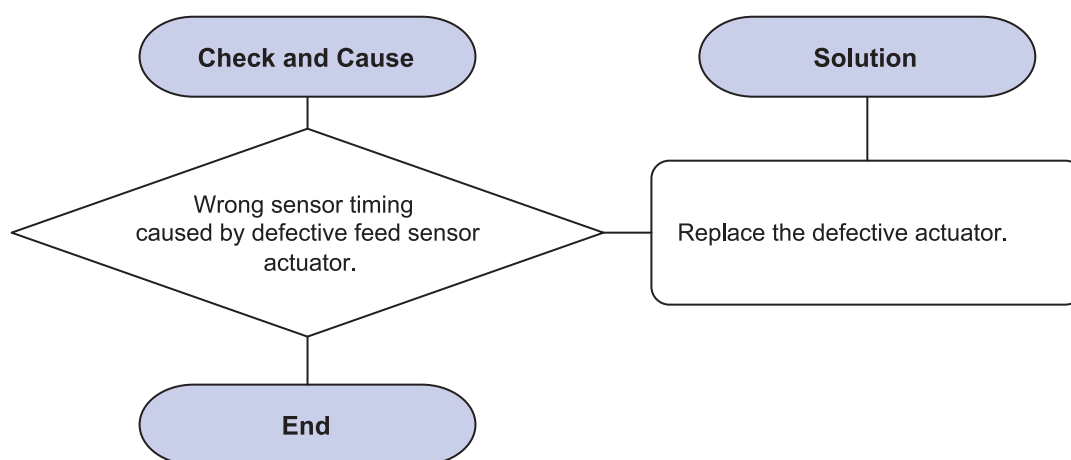 Check and Cause
Solution
Wrong sensor timing
caused by defective feed sensor
actuator.
Replace the defective actuator.
End